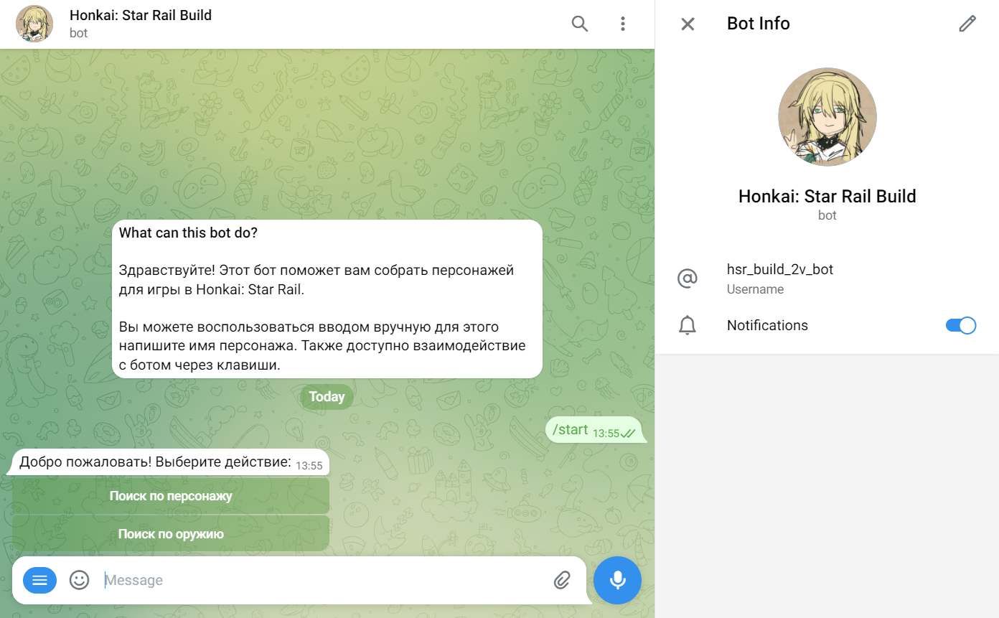 Honkai: Star Rail Build
bot
What can this bot do?
Здравствуйте! Этот бот поможет вам собрать персонажей
для игры в Honkai: Star Rail.
Вы можете воспользоваться вводом вручную для этого
напишите имя персонажа. Также доступно взаимодействие
с ботом через клавиши.
Today
/start 13:55
Добро пожаловать! Выберите действие: 13:55
Поиск по персонажу
Поиск по оружию
Message
Bot Info
Honkai: Star Rail Build
bot
hsr_build_2v_bot
Username
Notifications